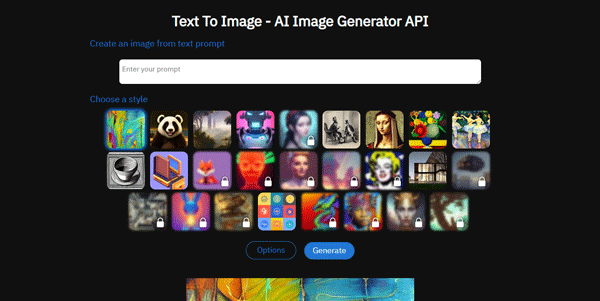 Text To Image - AI Image Generator API
Create an image from text prompt
Enter your prompt
Choose a style
Options
Generate